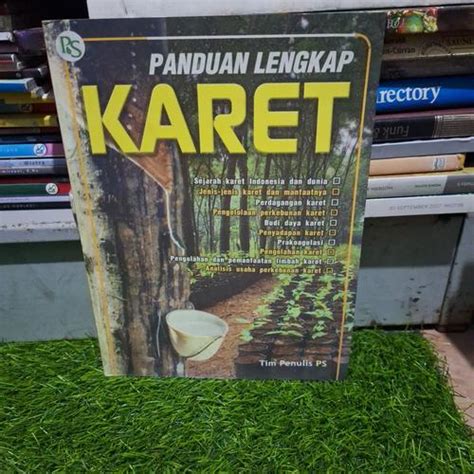 PS
PANDUAN LENGKAP
KARET
Sejarah karet Indonesia dan dunia
Jenis-jenis karet dan manfaatnya
Perdagangan karet
Pengelolaan perkebunan karet
Budi daya karet
Penyadapan karet
Prakoagulasi
Pengolahan karet
Pengolahan dan pemanfaatan limbah karet
Analisis usaha perkebunan karet
Tim Penulis PS
rectory
Funk